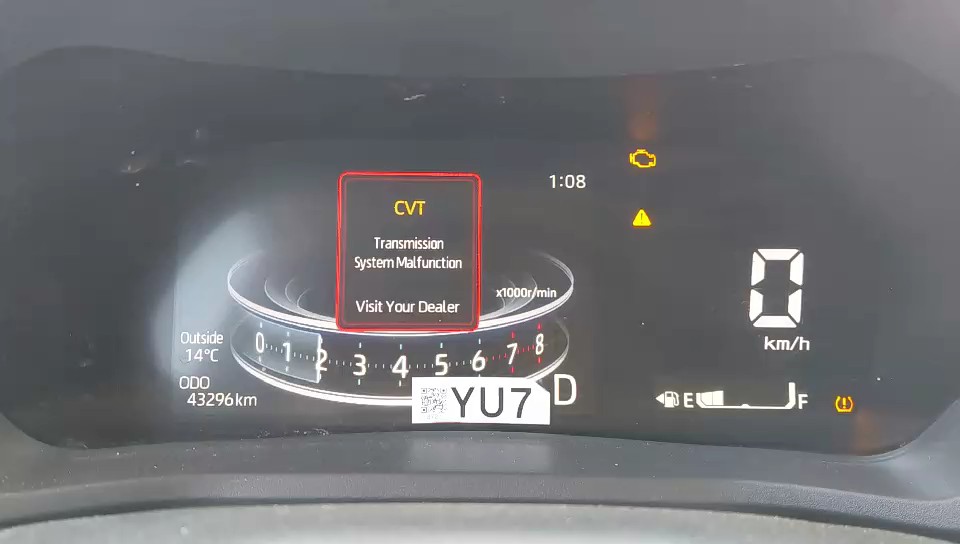 CVT
Transmission
System Malfunction
Visit Your Dealer
1:08
x1000r/min
0 1 2 3 4 5 6 7 8
Outside
14°C
ODO
43296km
YU7
D
0
km/h
E F